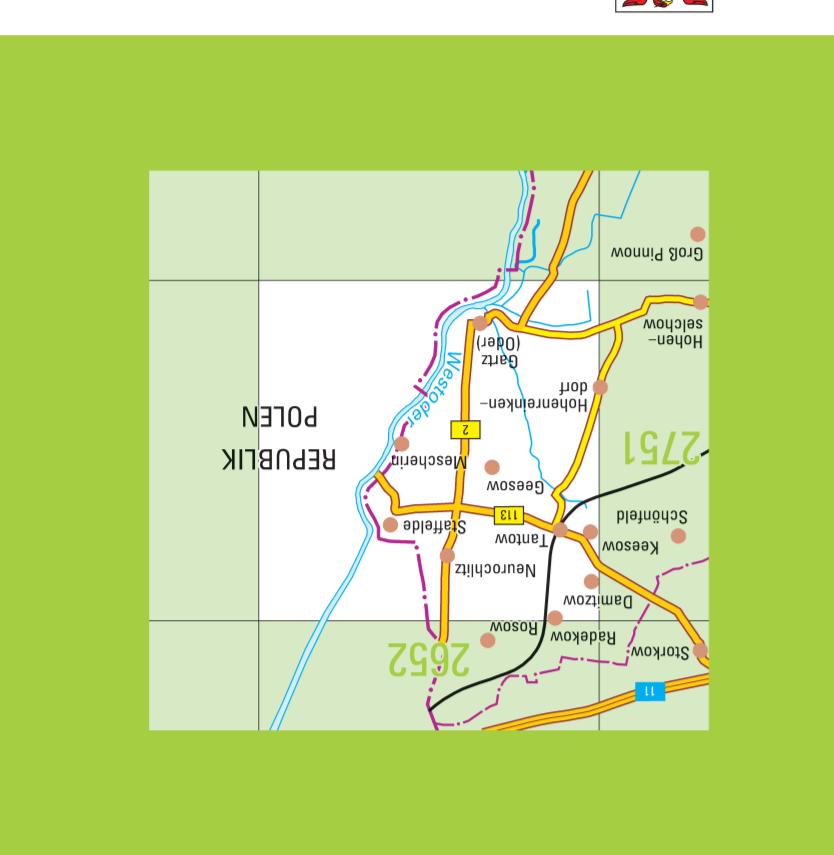 11
2652
Storkow
Radekow
Rosow
Damitzow
Neurochlitz
Keesow
Schönfeld
Tantow
113
Staffelde
Geesow
Mescherin
2751
REPUBLIK
POLEN
2
Westoder
Hohenreinken-
dorf
Gartz
(Oder)
Hohen-
selchow
Groß Pinnow